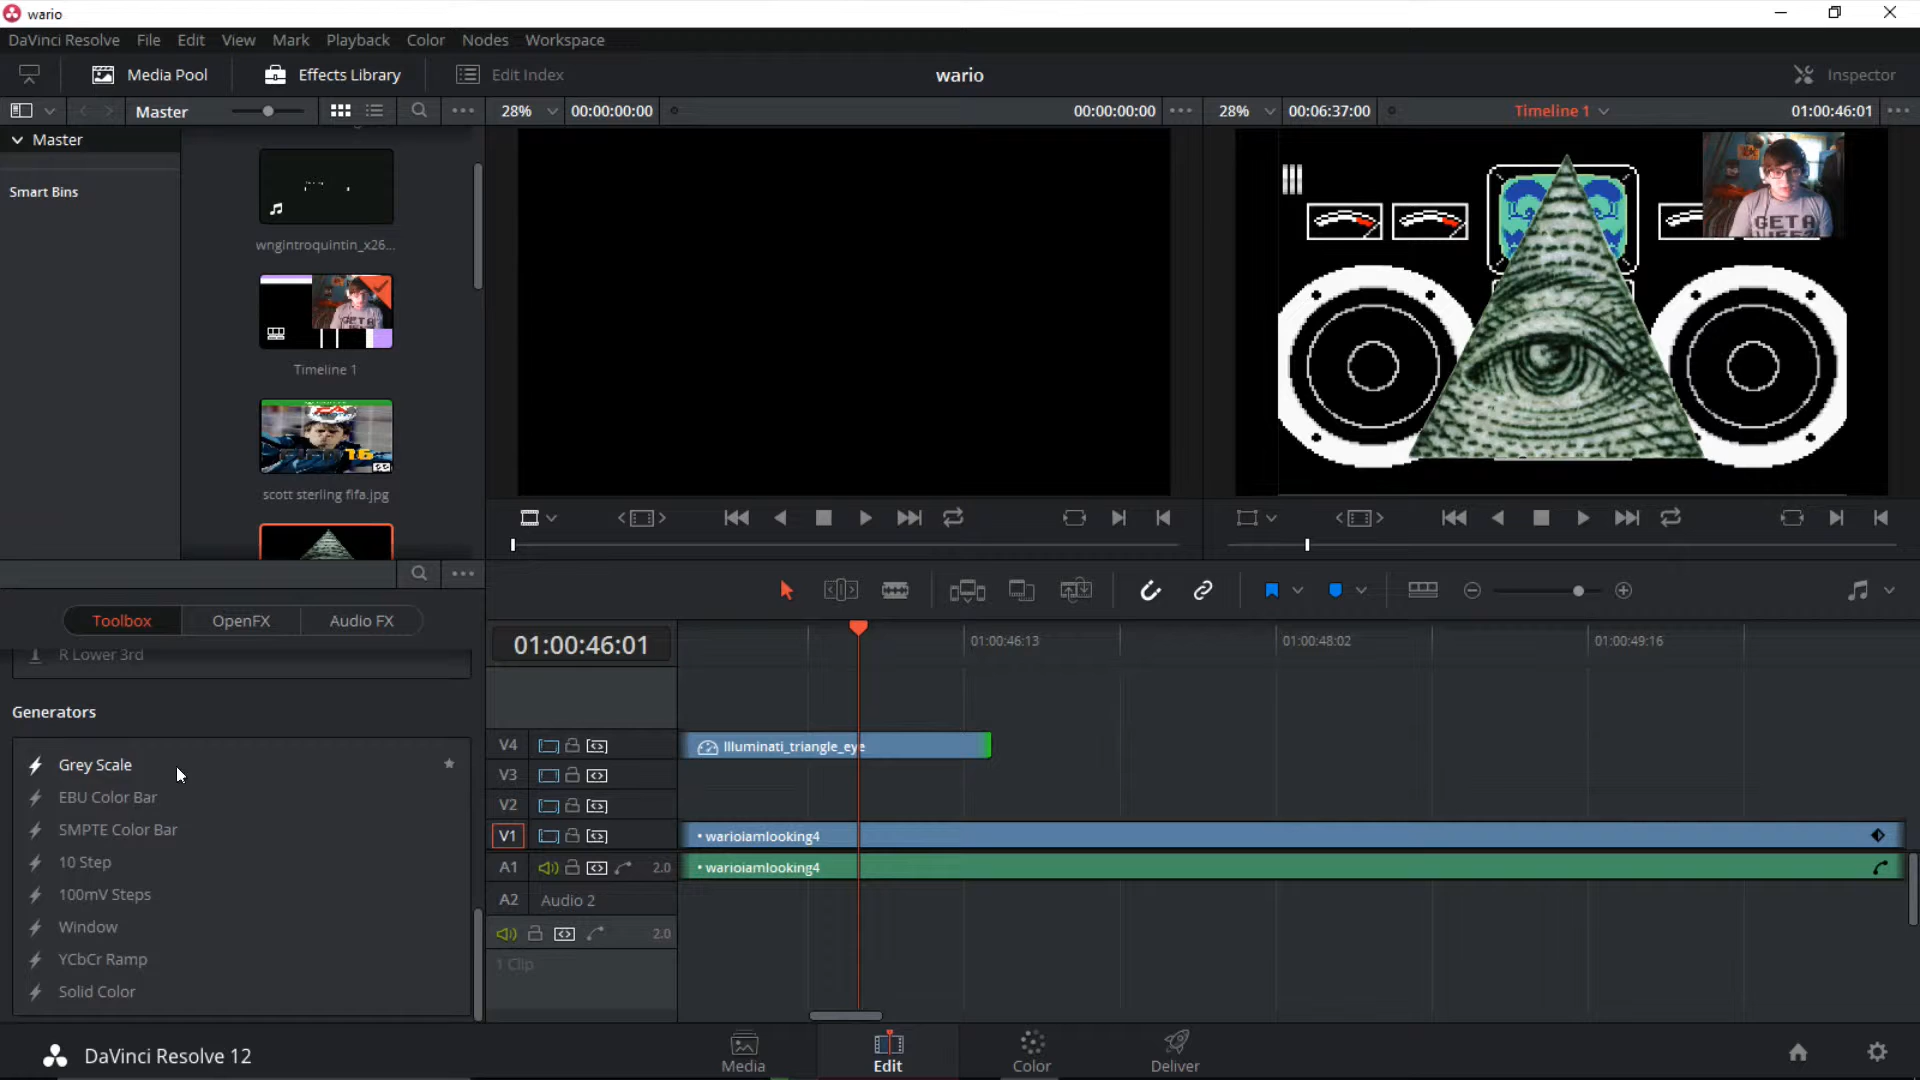 wario
DaVinci Resolve File Edit View Mark Playback Color Nodes Workspace
Media Pool Effects Library Edit Index wario Inspector
Master 28% 00:00:00:00 00:00:00:00 28% 00:06:37:00 Timeline 1 01:00:46:01
Master
Smart Bins
wngintroquintin_x26...
Timeline 1
scott sterling fifa.jpg
GETA
Toolbox OpenFX Audio FX
R Lower 3rd
Generators
Grey Scale
EBU Color Bar
SMPTE Color Bar
10 Step
100mV Steps
Window
YCbCr Ramp
Solid Color
01:00:46:01 01:00:46:13 01:00:48:02 01:00:49:16
V4 Illuminati_triangle_eye
V3
V2
V1 • warioiamlooking4
A1 2.0 • warioiamlooking4
A2 Audio 2
2.0
1 Clip
DaVinci Resolve 12 Media Edit Color Deliver